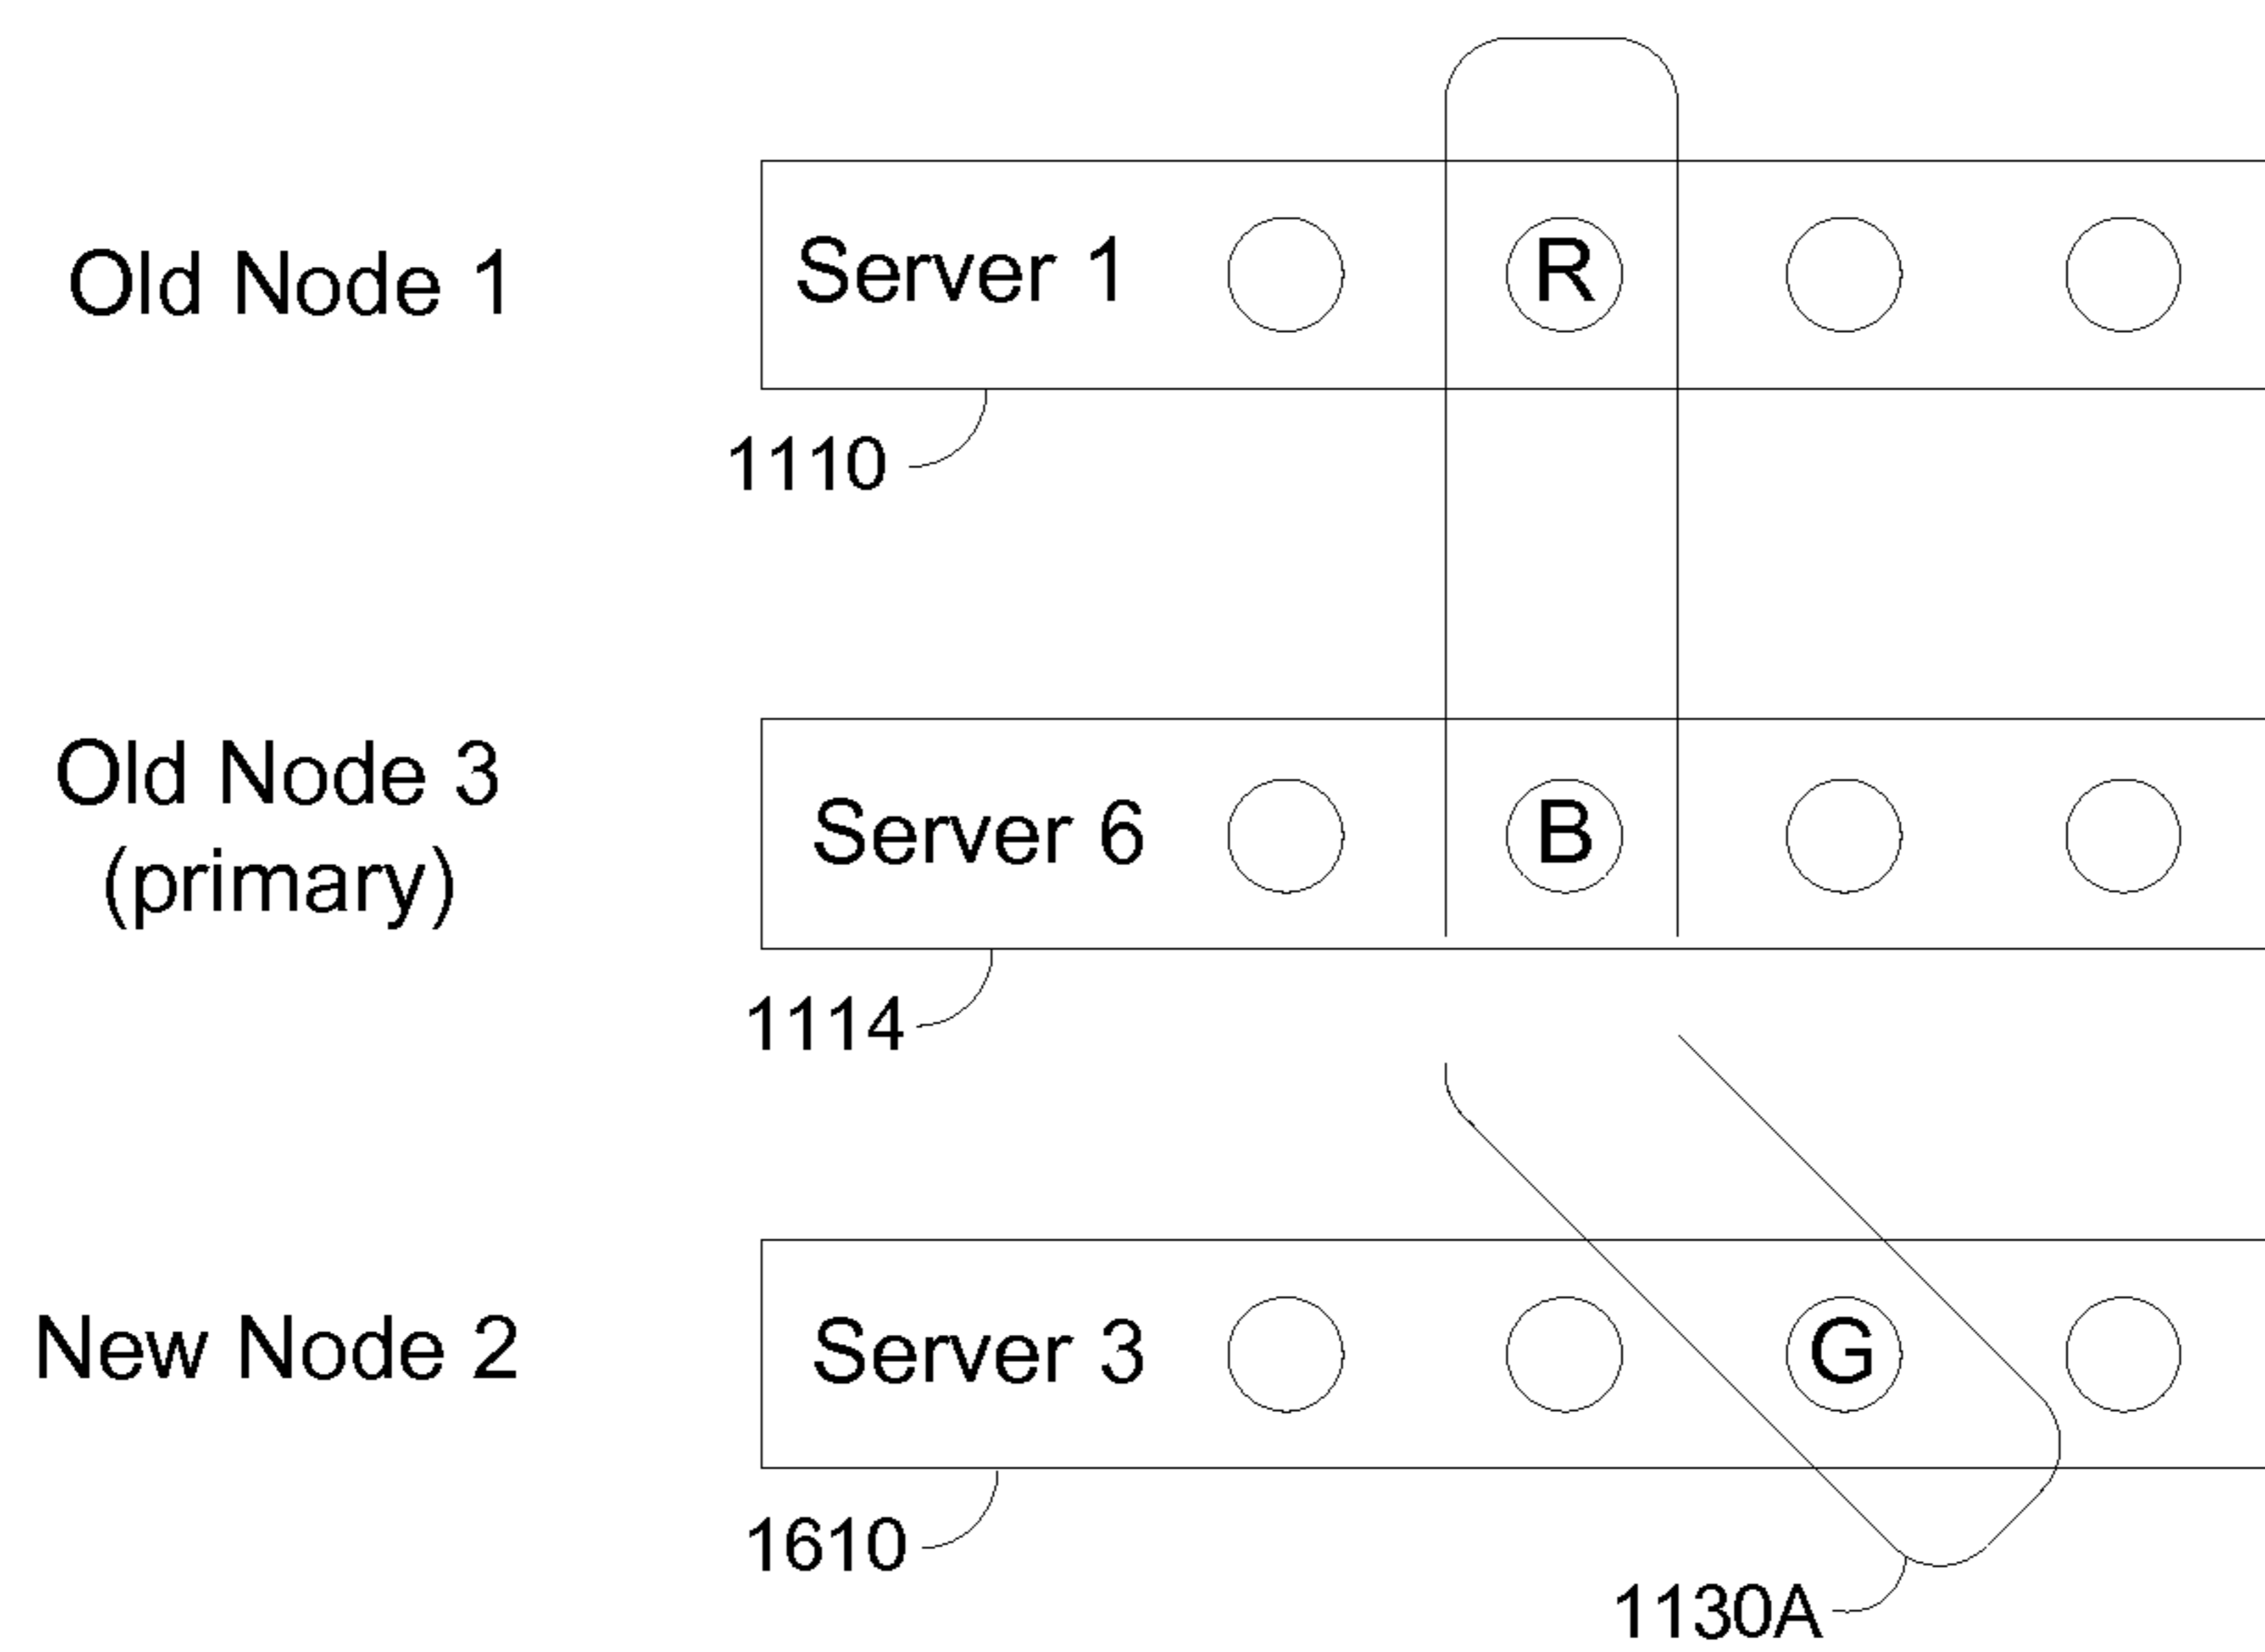 Old Node 1
Server 1
R
1110
Old Node 3
(primary)
Server 6
B
1114
New Node 2
Server 3
G
1610
1130A